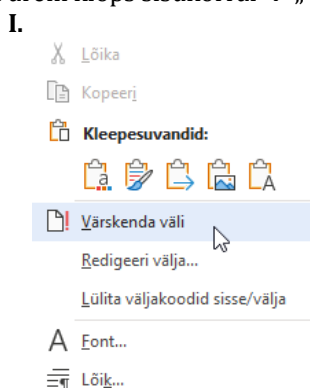 I.
Lõika
Kopeeri
Kleepesuvandid:
Värskenda väli
Redigeeri välja...
Lülita väljakoodid sisse/välja
Font...
Lõik...